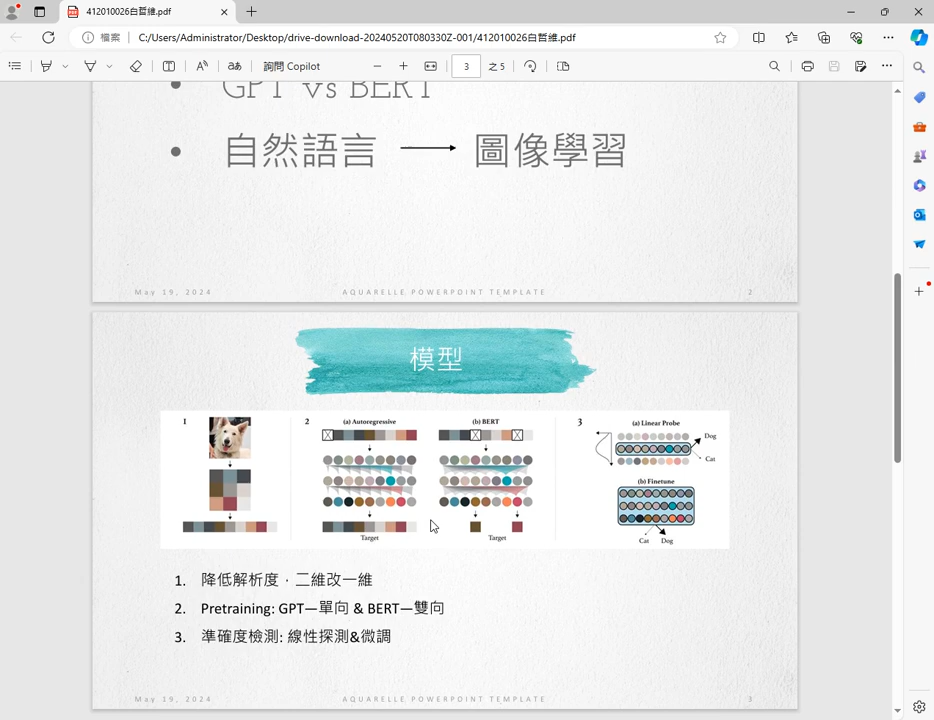 412010026白哲維.pdf
檔案
C:/Users/Administrator/Desktop/drive-download-20240520T080330Z-001/412010026白哲維.pdf
詢問 Copilot
3
之 5
GPT vs BERT
自然語言 → 圖像學習
May 19, 2024
AQUARELLE POWERPOINT TEMPLATE
2
模型
1
2
(a) Autoregressive
(b) BERT
Target
Target
3
(a) Linear Probe
Dog
Cat
(b) Finetune
Cat
Dog
1. 降低解析度，二維改一維
2. Pretraining: GPT—單向 & BERT—雙向
3. 準確度檢測: 線性探測&微調
May 19, 2024
AQUARELLE POWERPOINT TEMPLATE
3